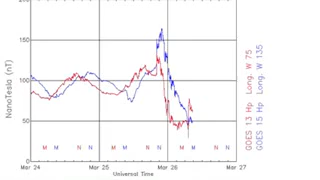 200
150
100
50
0
NanoTesla (nT)
M M N N M M N N M M N N
Mar 24 Mar 25 Mar 26 Mar 27
Universal Time
GOES 13 Hp Long. W 75
GOES 15 Hp Long. W 135